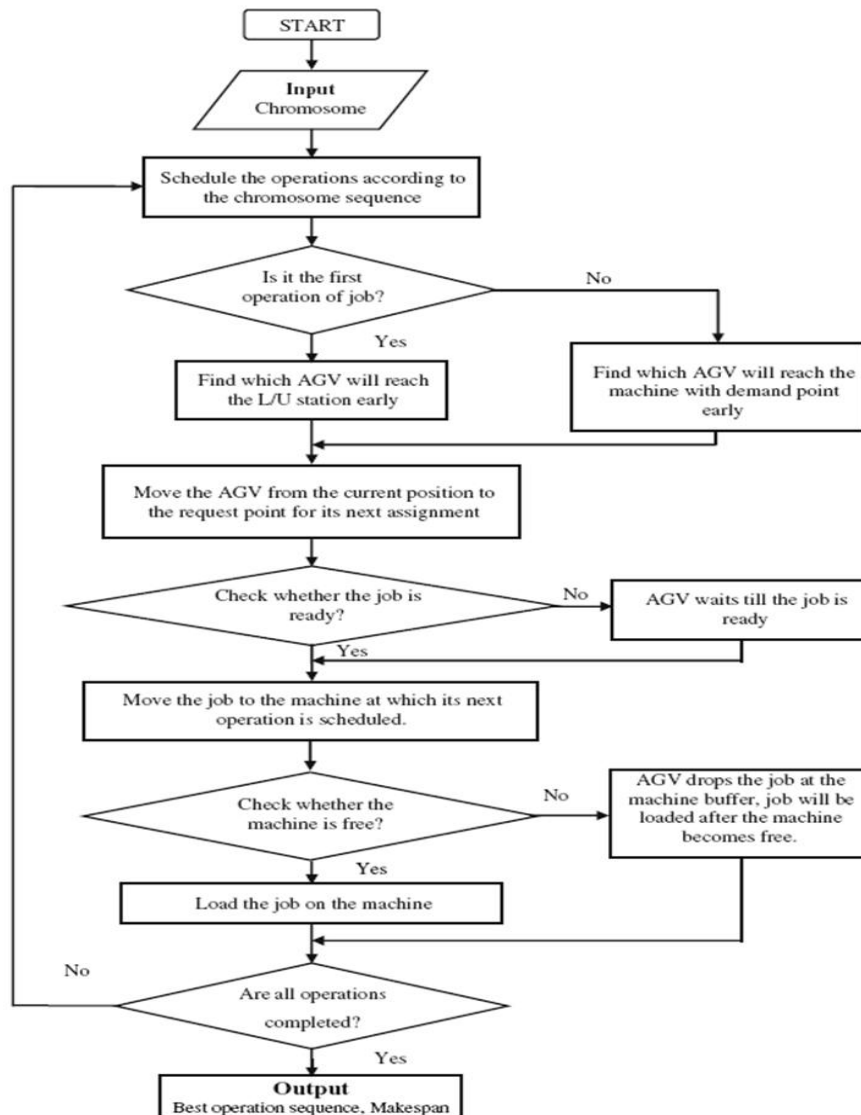 START
Input
Chromosome
Schedule the operations according to
the chromosome sequence
Is it the first
operation of job?
No
Yes
Find which AGV will reach
the L/U station early
Find which AGV will reach the
machine with demand point
early
Move the AGV from the current position to
the request point for its next assignment
Check whether the job is
ready?
No
AGV waits till the job is
ready
Yes
Move the job to the machine at which its next
operation is scheduled.
Check whether the
machine is free?
No
AGV drops the job at the
machine buffer, job will be
loaded after the machine
becomes free.
Yes
Load the job on the machine
No
Are all operations
completed?
Yes
Output
Best operation sequence, Makespan